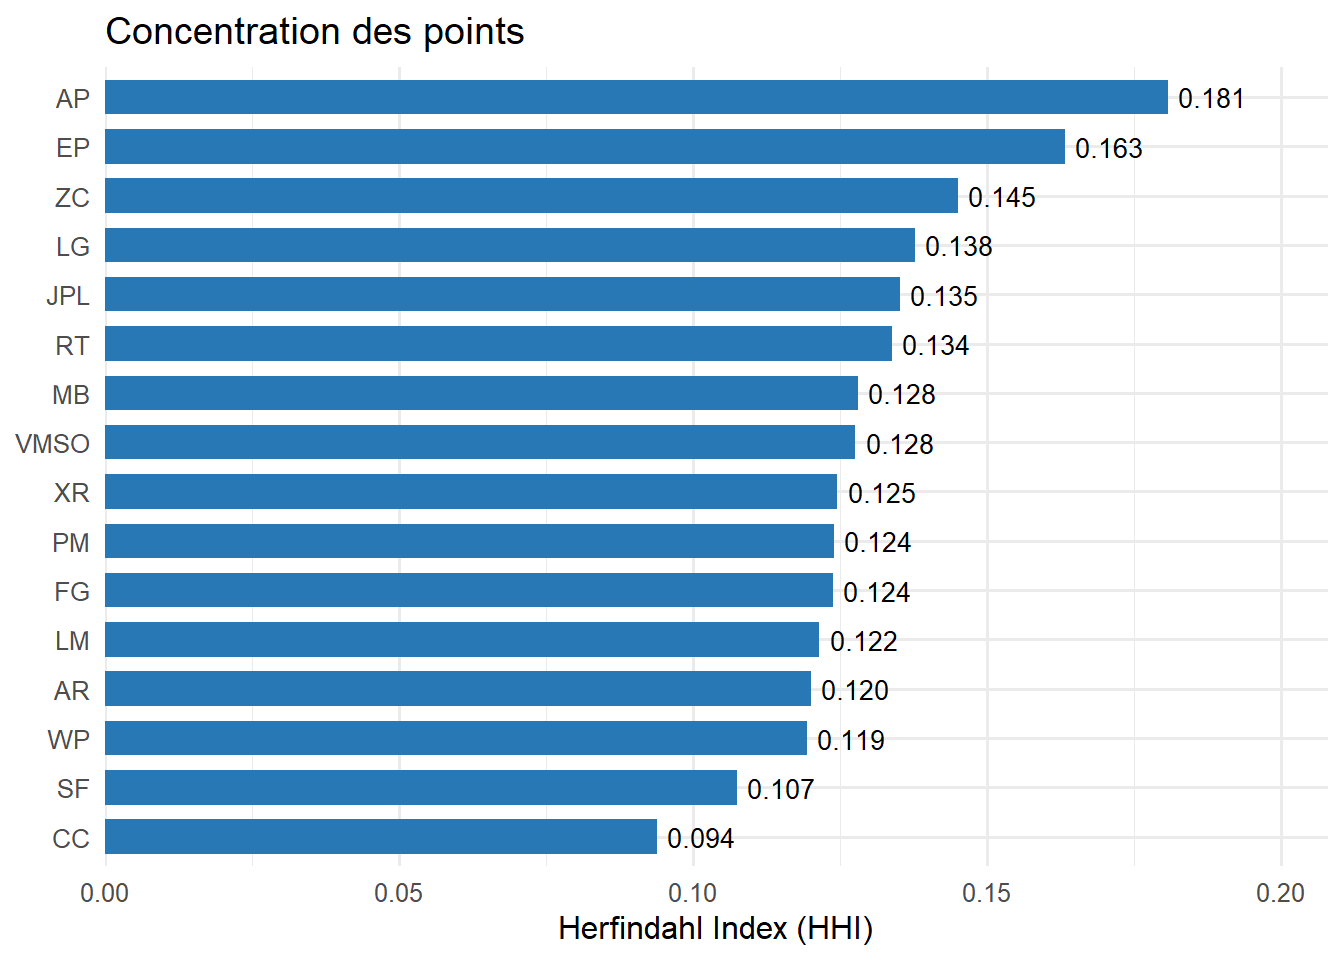 Concentration des points
AP 0.181
EP 0.163
ZC 0.145
LG 0.138
JPL 0.135
RT 0.134
MB 0.128
VMSO 0.128
XR 0.125
PM 0.124
FG 0.124
LM 0.122
AR 0.120
WP 0.119
SF 0.107
CC 0.094
0.00 0.05 0.10 0.15 0.20
Herfindahl Index (HHI)